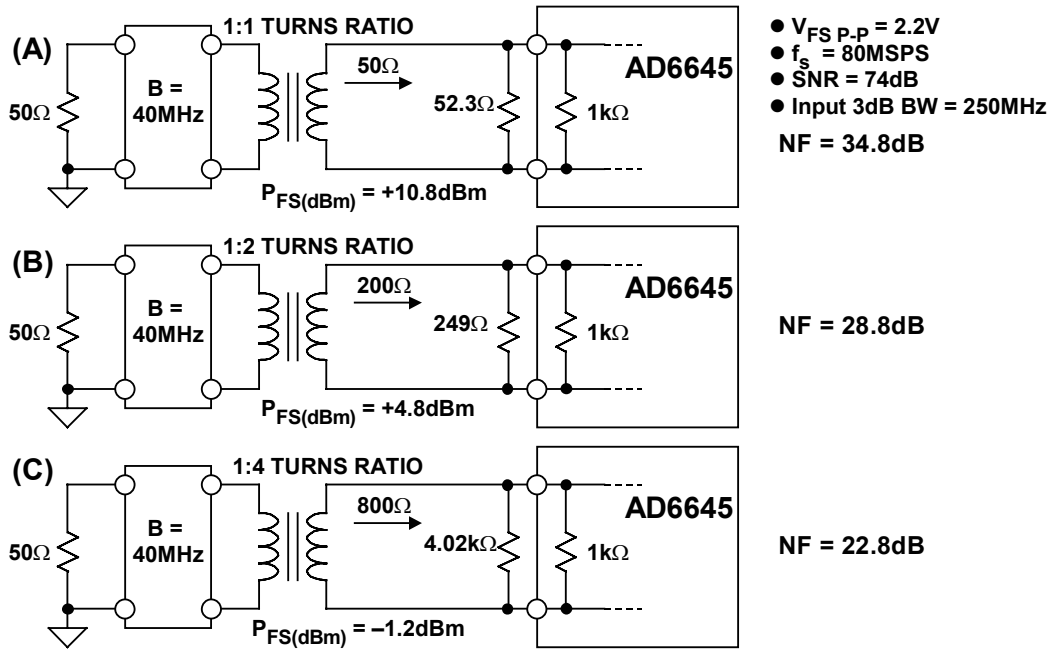 (A)
1:1 TURNS RATIO
50Ω
B =
40MHz
50Ω
52.3Ω
1kΩ
AD6645
P_FS(dBm) = +10.8dBm
● V_FS P-P = 2.2V
● f_s = 80MSPS
● SNR = 74dB
● Input 3dB BW = 250MHz
NF = 34.8dB
(B)
1:2 TURNS RATIO
50Ω
B =
40MHz
200Ω
249Ω
1kΩ
AD6645
P_FS(dBm) = +4.8dBm
NF = 28.8dB
(C)
1:4 TURNS RATIO
50Ω
B =
40MHz
800Ω
4.02kΩ
1kΩ
AD6645
P_FS(dBm) = –1.2dBm
NF = 22.8dB